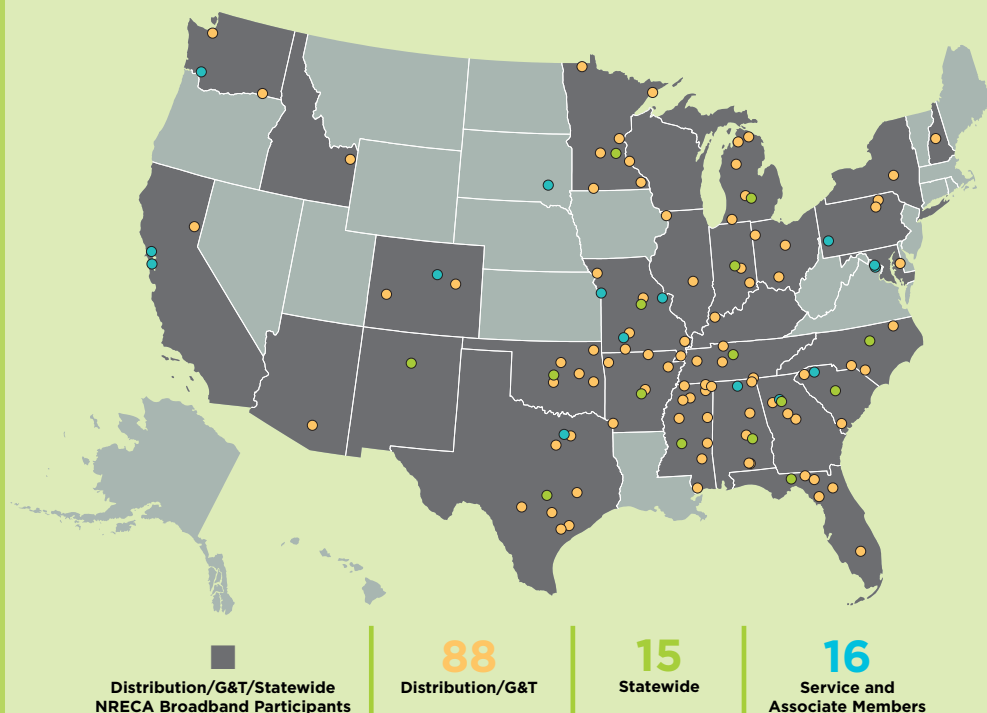 88
15
16
Distribution/G&T/Statewide
NRECA Broadband Participants
Distribution/G&T
Statewide
Service and
Associate Members